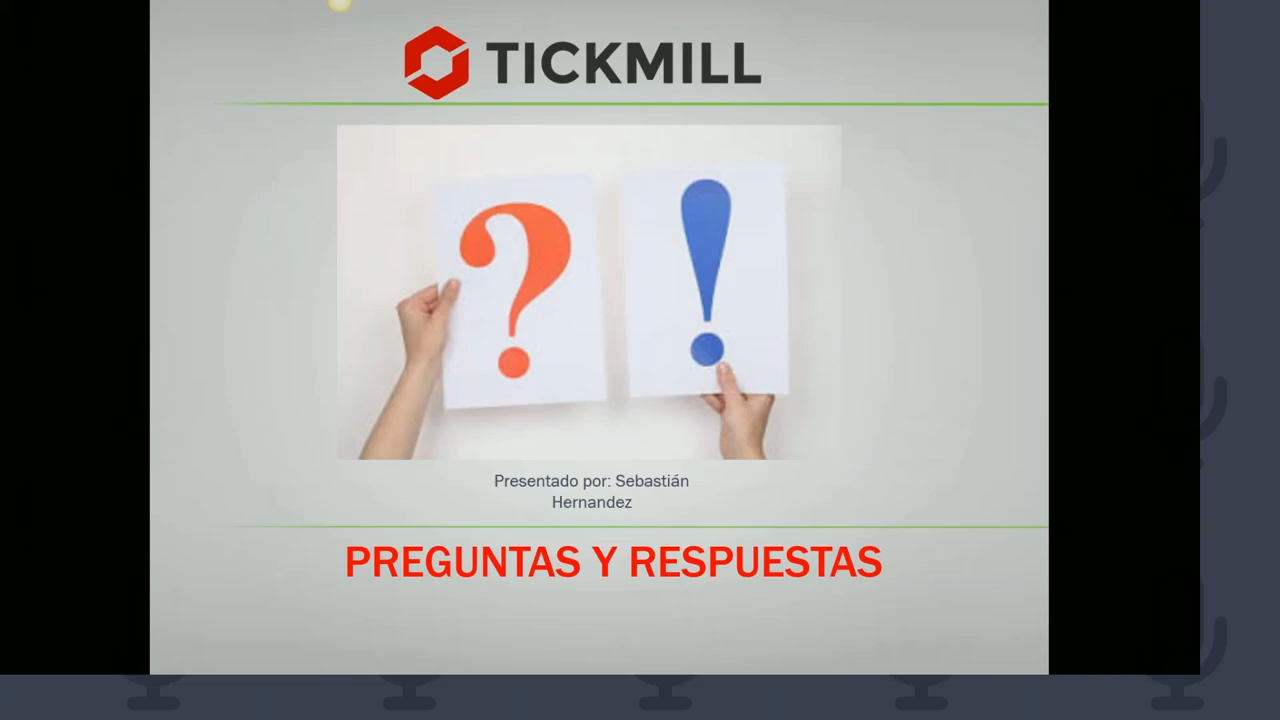 TICKMILL
? !
Presentado por: Sebastián
Hernandez
PREGUNTAS Y RESPUESTAS